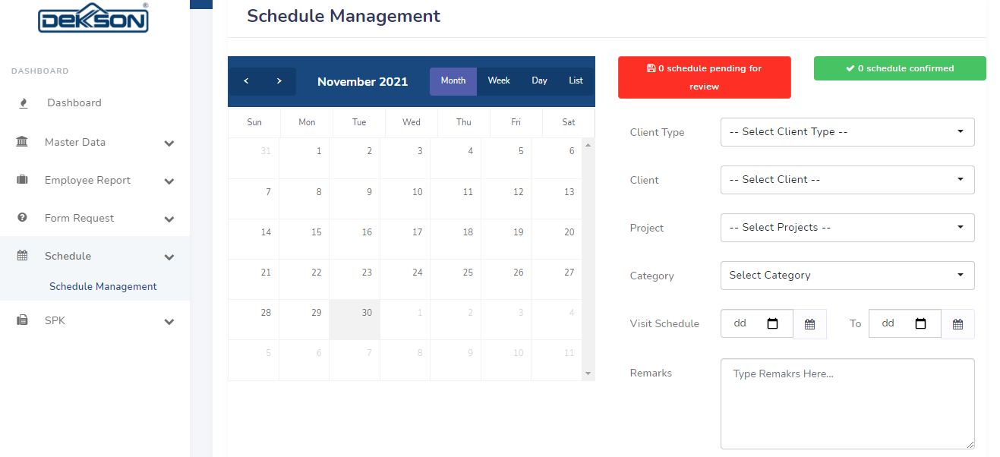 DEKSON®
Schedule Management
DASHBOARD
Dashboard
Master Data
Employee Report
Form Request
Schedule
Schedule Management
SPK
< > November 2021 Month Week Day List
Sun Mon Tue Wed Thu Fri Sat
31 1 2 3 4 5 6
7 8 9 10 11 12 13
14 15 16 17 18 19 20
21 22 23 24 25 26 27
28 29 30 1 2 3 4
5 6 7 8 9 10 11
0 schedule pending for
review
0 schedule confirmed
Client Type -- Select Client Type --
Client -- Select Client --
Project -- Select Projects --
Category Select Category
Visit Schedule dd To dd
Remarks Type Remakrs Here...